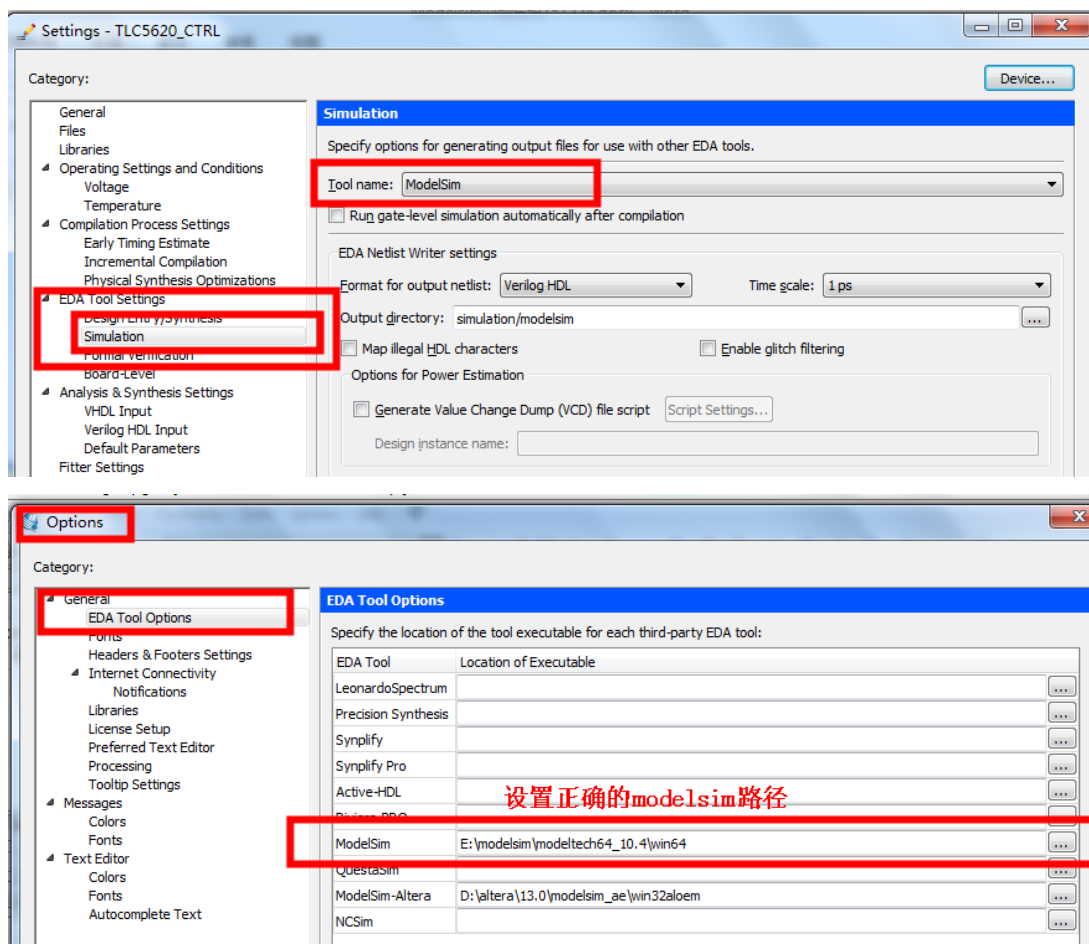 Settings - TLC5620_CTRL
Category:
Device...
General
Files
Libraries
Operating Settings and Conditions
Voltage
Temperature
Compilation Process Settings
Early Timing Estimate
Incremental Compilation
Physical Synthesis Optimizations
EDA Tool Settings
Design Entry/Synthesis
Simulation
Formal Verification
Board-Level
Analysis & Synthesis Settings
VHDL Input
Verilog HDL Input
Default Parameters
Fitter Settings
Simulation
Specify options for generating output files for use with other EDA tools.
Tool name: ModelSim
Run gate-level simulation automatically after compilation
EDA Netlist Writer settings
Format for output netlist: Verilog HDL Time scale: 1 ps
Output directory: simulation/modelsim ...
Map illegal HDL characters Enable glitch filtering
Options for Power Estimation
Generate Value Change Dump (VCD) file script Script Settings...
Design instance name:
Options
Category:
General
EDA Tool Options
Fonts
Headers & Footers Settings
Internet Connectivity
Notifications
Libraries
License Setup
Preferred Text Editor
Processing
Tooltip Settings
Messages
Colors
Fonts
Text Editor
Colors
Fonts
Autocomplete Text
EDA Tool Options
Specify the location of the tool executable for each third-party EDA tool:
EDA Tool Location of Executable
LeonardoSpectrum ...
Precision Synthesis ...
Synplify ...
Synplify Pro ...
Active-HDL ...
设置正确的modelsim路径
Riviera-PRO
ModelSim E:\modelsim\modeltech64_10.4\win64 ...
QuestaSim ...
ModelSim-Altera D:\altera\13.0\modelsim_ae\win32aloem ...
NCSim ...